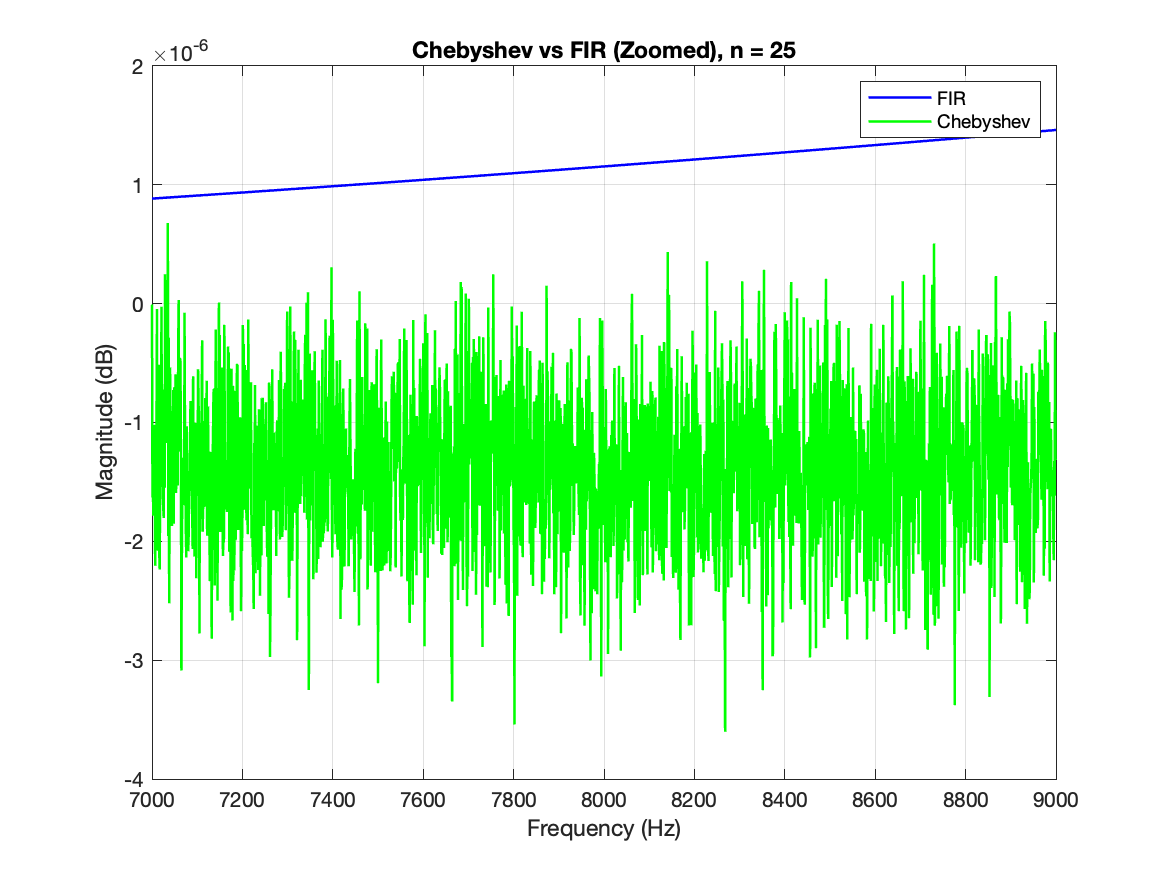 ×10⁻⁶
Chebyshev vs FIR (Zoomed), n = 25
FIR
Chebyshev
2
1
0
-1
-2
-3
-4
Magnitude (dB)
7000 7200 7400 7600 7800 8000 8200 8400 8600 8800 9000
Frequency (Hz)